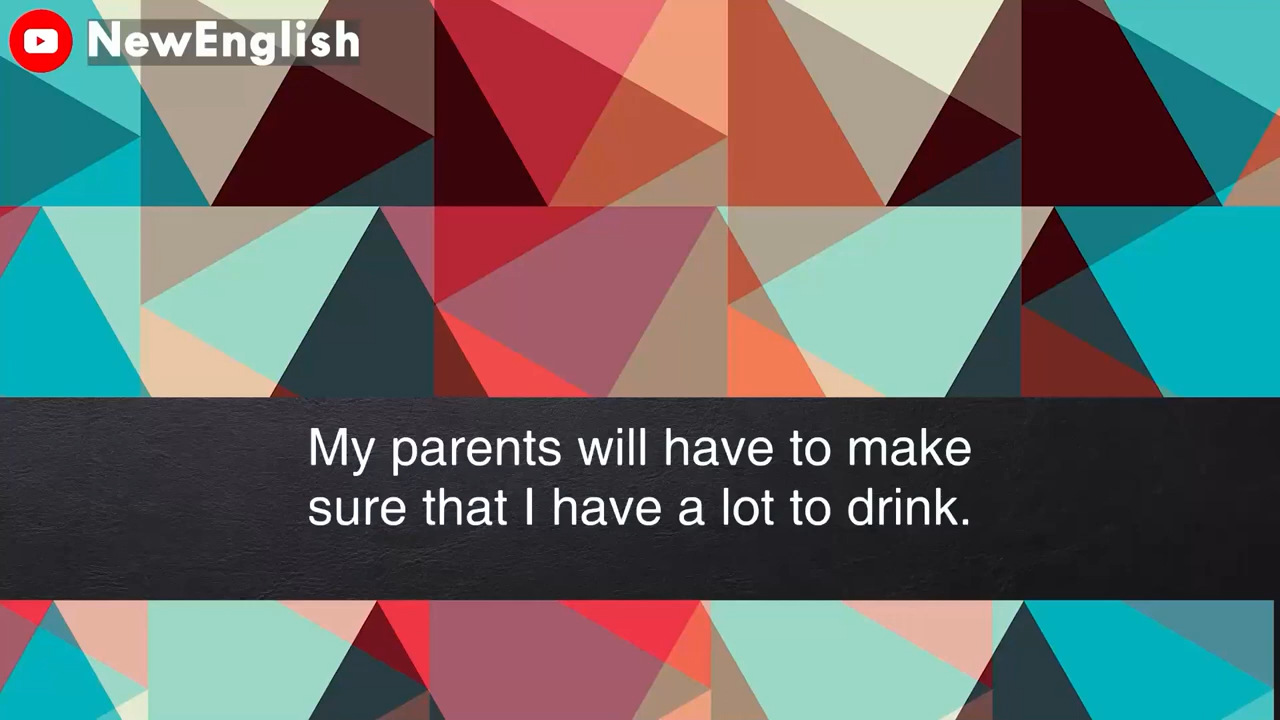 NewEnglish
My parents will have to make
sure that I have a lot to drink.